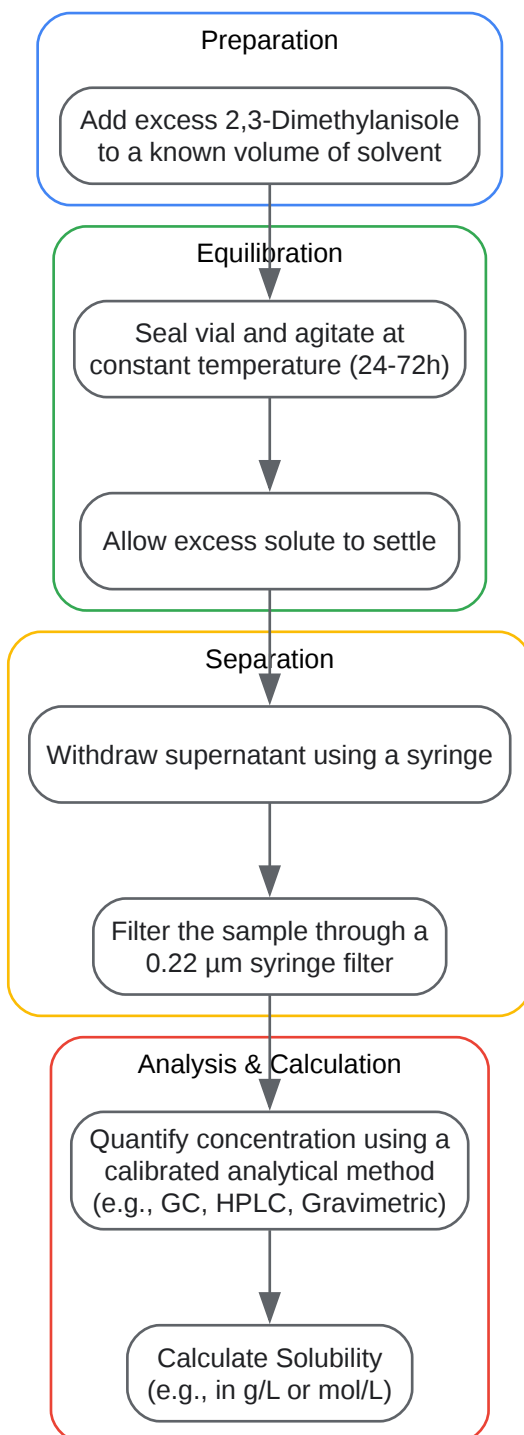 Preparation
Add excess 2,3-Dimethylanisole
to a known volume of solvent
Equilibration
Seal vial and agitate at
constant temperature (24-72h)
Allow excess solute to settle
Separation
Withdraw supernatant using a syringe
Filter the sample through a
0.22 µm syringe filter
Analysis & Calculation
Quantify concentration using a
calibrated analytical method
(e.g., GC, HPLC, Gravimetric)
Calculate Solubility
(e.g., in g/L or mol/L)